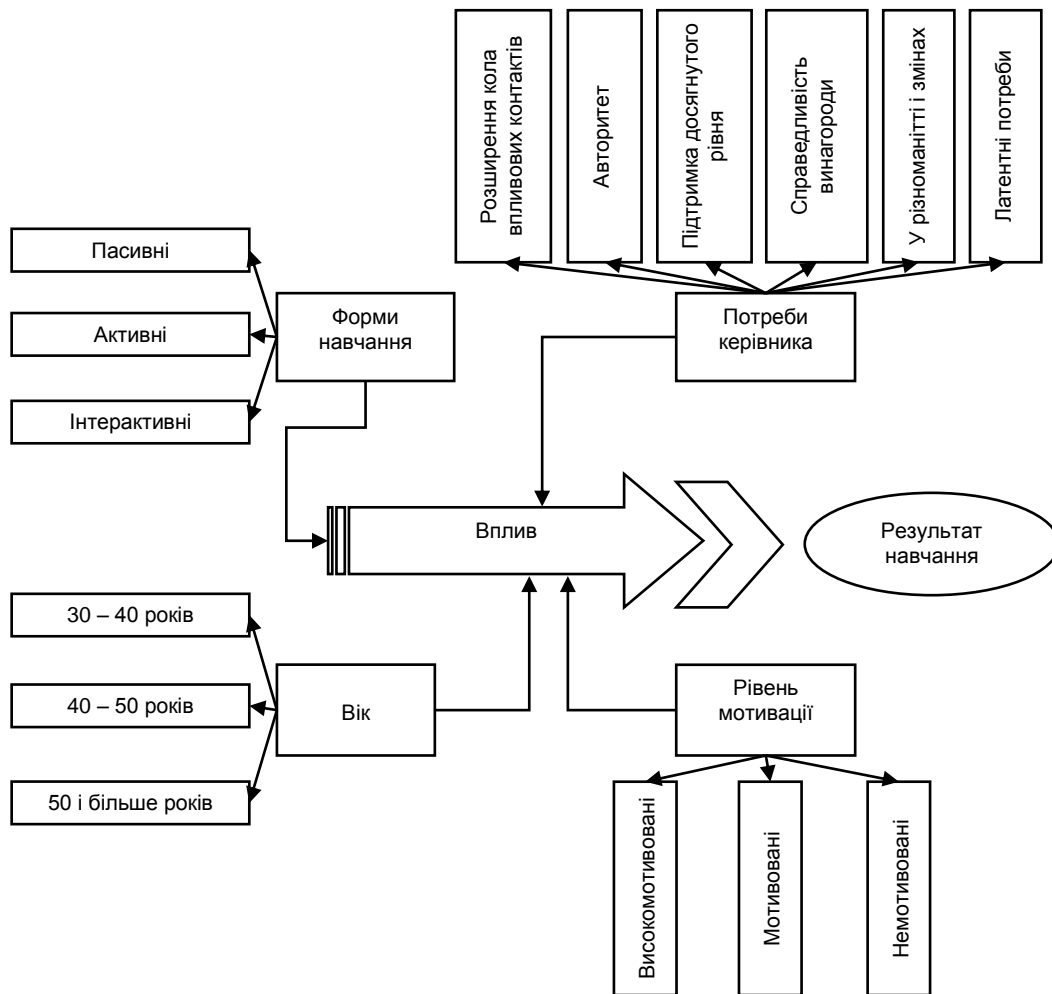 Розширення кола
впливових контактів
Авторитет
Підтримка досягнутого
рівня
Справедливість
винагороди
У різноманітті і змінах
Латентні потреби
Пасивні
Активні
Інтерактивні
Форми
навчання
Потреби
керівника
Вплив
Результат
навчання
30 – 40 років
40 – 50 років
50 і більше років
Вік
Рівень
мотивації
Високомотивовані
Мотивовані
Немотивовані